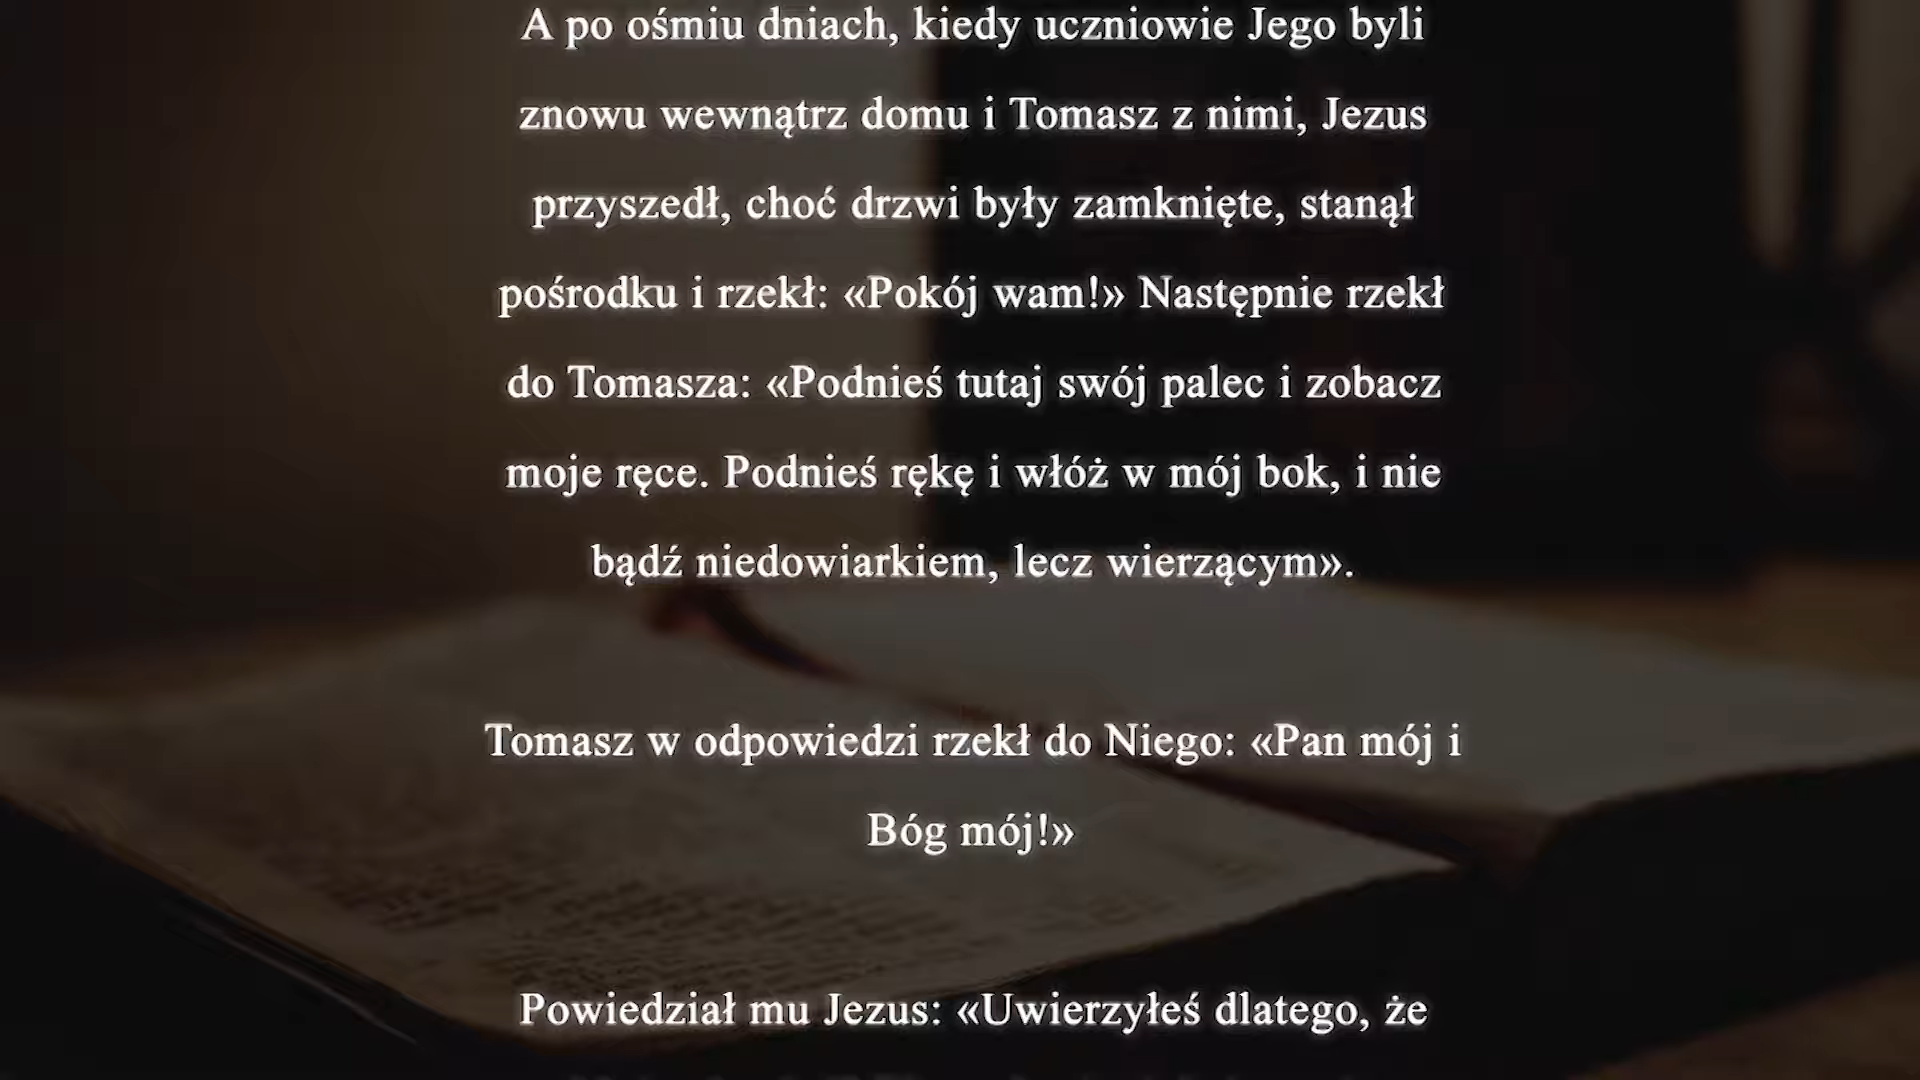 A po ośmiu dniach, kiedy uczniowie Jego byli
znowu wewnątrz domu i Tomasz z nimi, Jezus
przyszedł, choć drzwi były zamknięte, stanął
pośrodku i rzekł: «Pokój wam!» Następnie rzekł
do Tomasza: «Podnieś tutaj swój palec i zobacz
moje ręce. Podnieś rękę i włóż w mój bok, i nie
bądź niedowiarkiem, lecz wierzącym».
Tomasz w odpowiedzi rzekł do Niego: «Pan mój i
Bóg mój!»
Powiedział mu Jezus: «Uwierzyłeś dlatego, że